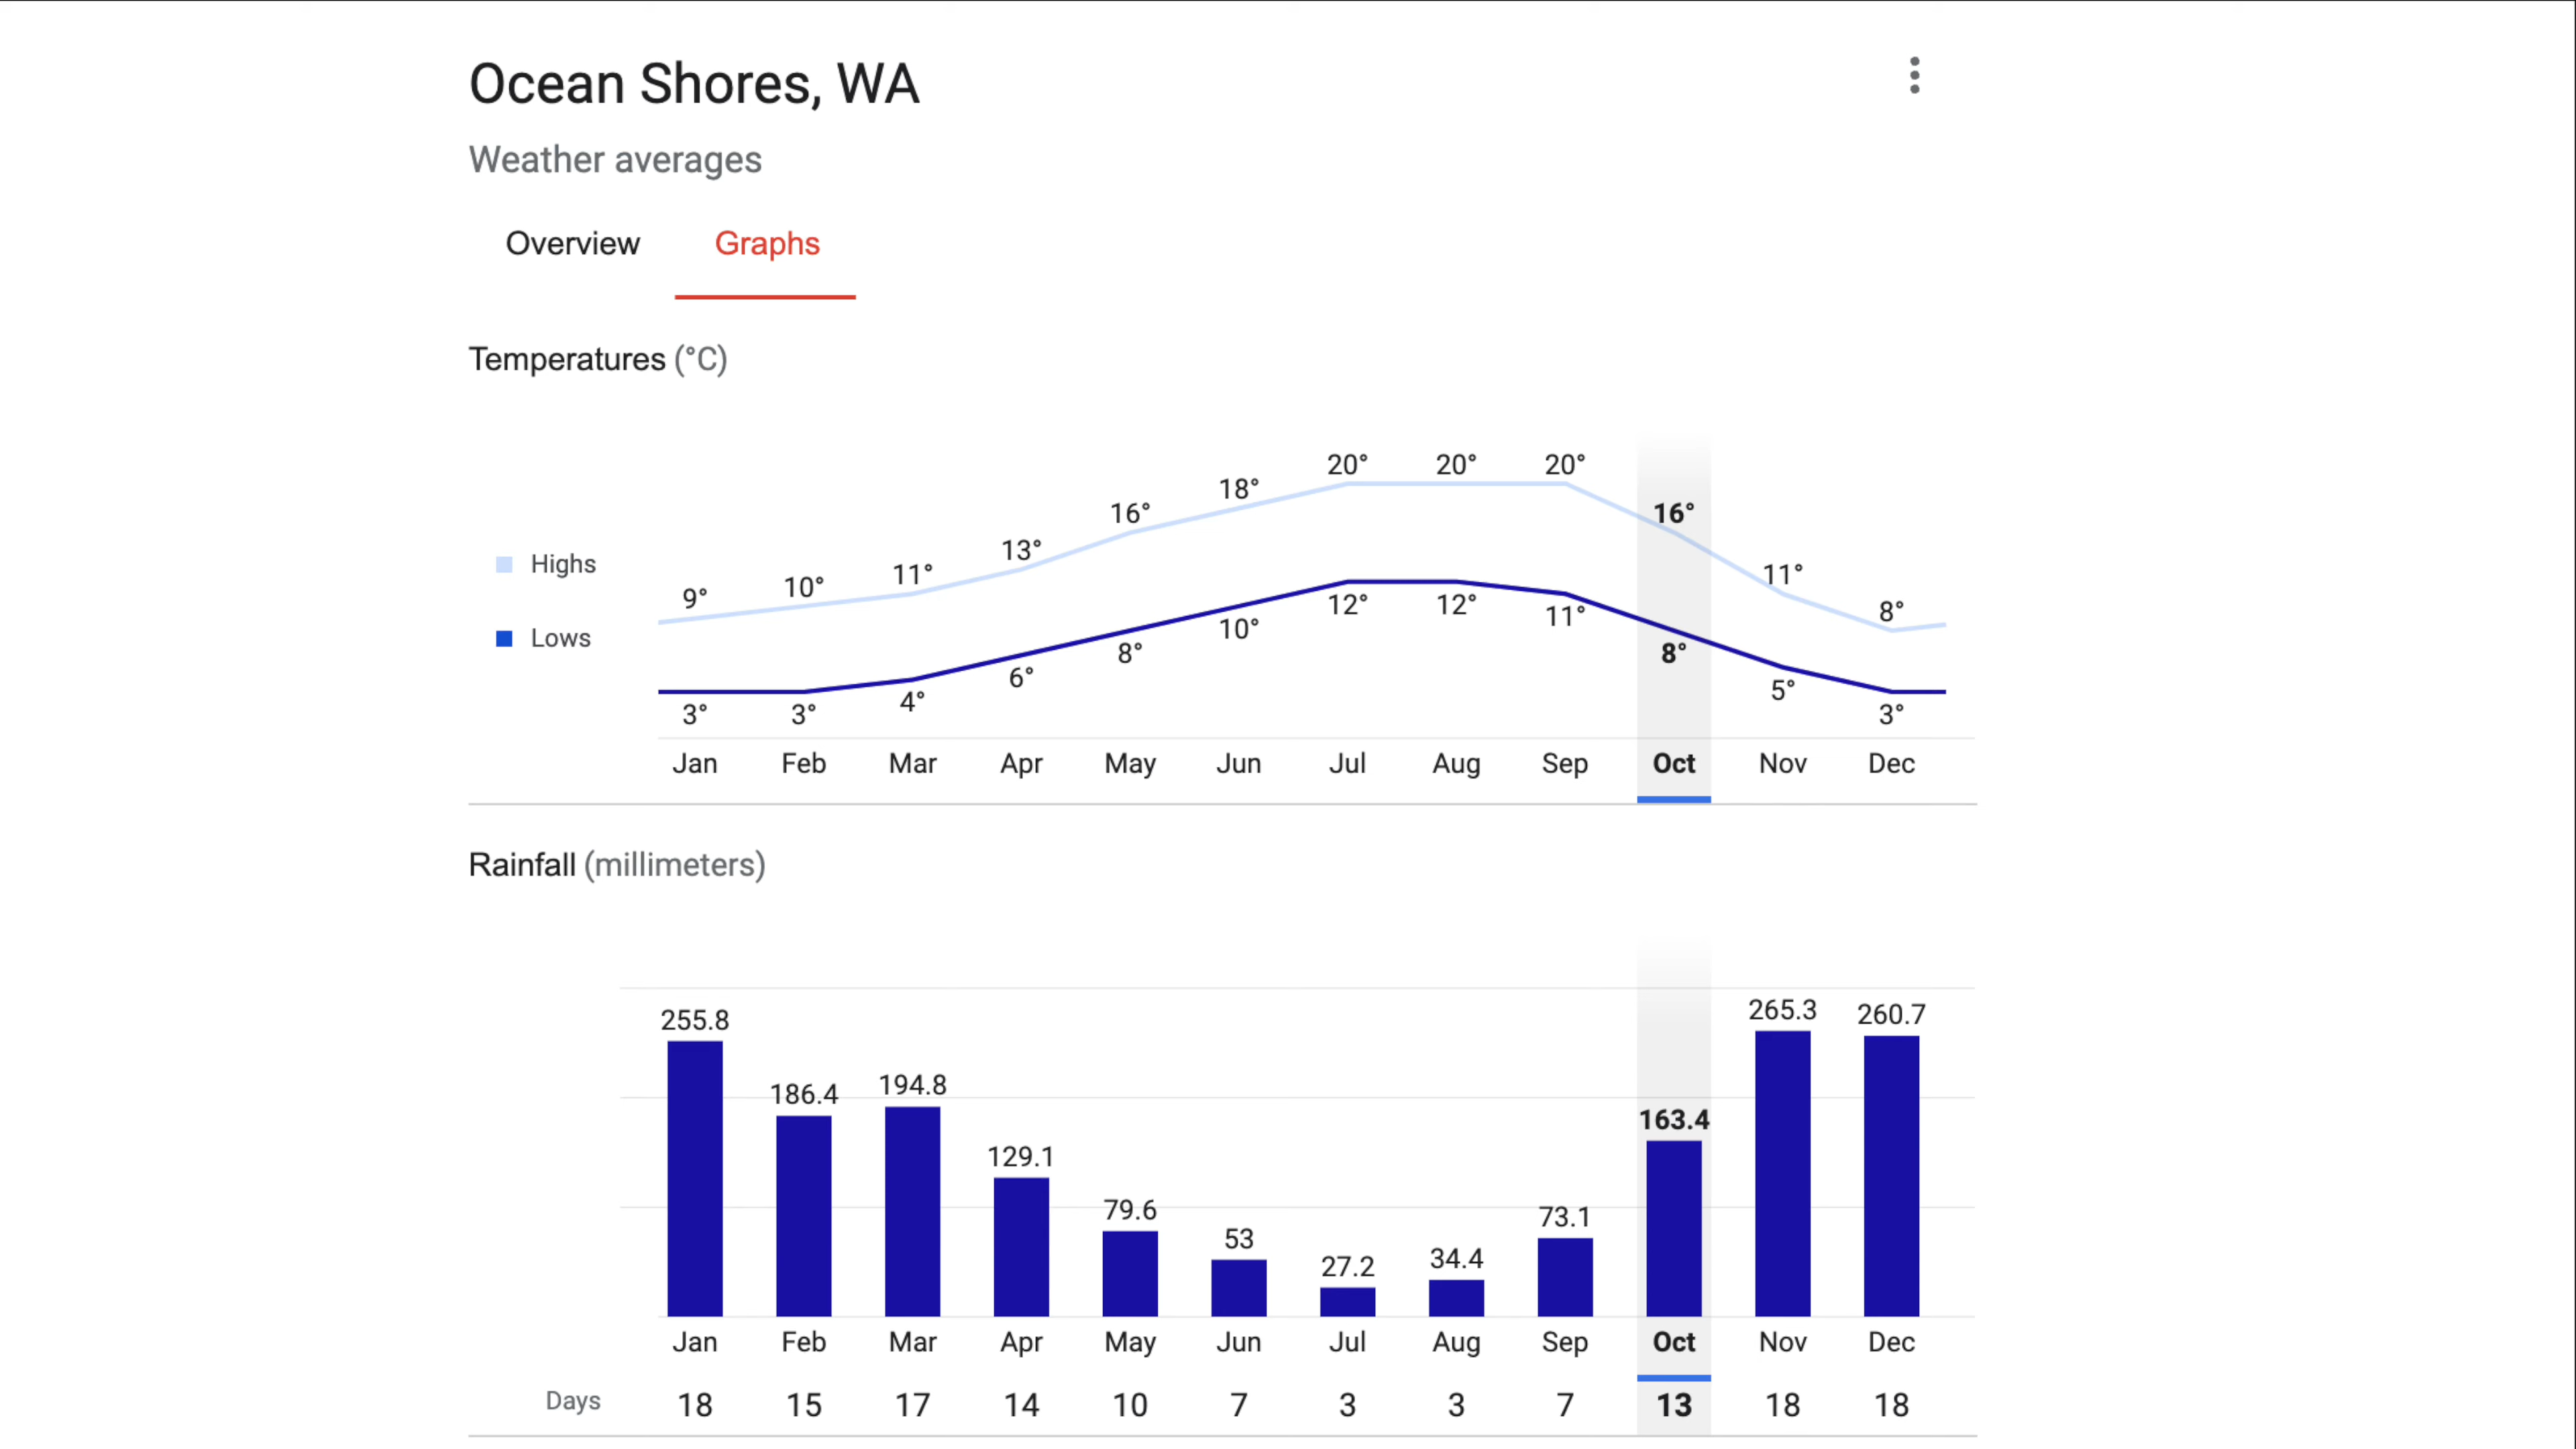 Ocean Shores, WA
Weather averages
Overview Graphs
Temperatures (°C)
20° 20° 20°
18°
16° 16°
13°
11° 11°
10°
9° 8°
Highs
Lows
12° 12°
11°
10°
8° 8°
6°
5°
4°
3° 3° 3°
Jan Feb Mar Apr May Jun Jul Aug Sep Oct Nov Dec
Rainfall (millimeters)
255.8 186.4 194.8 129.1 79.6 53 27.2 34.4 73.1 163.4 265.3 260.7
Jan Feb Mar Apr May Jun Jul Aug Sep Oct Nov Dec
Days 18 15 17 14 10 7 3 3 7 13 18 18